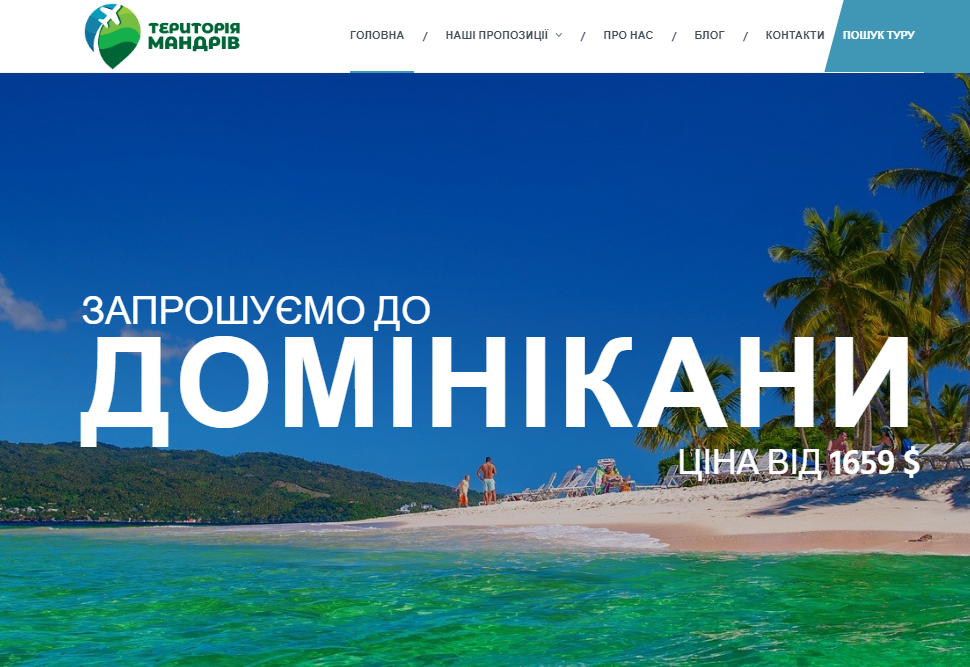 ТЕРИТОРІЯ
МАНДРІВ
ГОЛОВНА / НАШІ ПРОПОЗИЦІЇ / ПРО НАС / БЛОГ / КОНТАКТИ ПОШУК ТУРУ
ЗАПРОШУЄМО ДО
ДОМІНІКАНИ
ЦІНА ВІД 1659 $